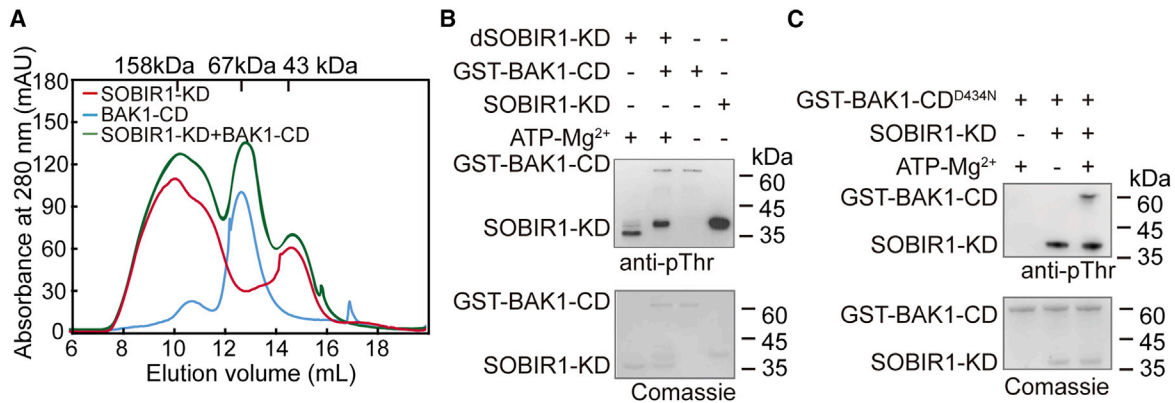 A
158kDa 67kDa 43 kDa
Absorbance at 280 nm (mAU)
180
150
120
90
60
30
0
SOBIR1-KD
BAK1-CD
SOBIR1-KD+BAK1-CD
6 8 10 12 14 16 18
Elution volume (mL)
B
dSOBIR1-KD + + - -
GST-BAK1-CD - + + -
SOBIR1-KD - - - +
ATP-Mg2+ + + - -
GST-BAK1-CD
SOBIR1-KD
kDa
60
45
35
anti-pThr
GST-BAK1-CD
SOBIR1-KD
60
45
35
Comassie
C
GST-BAK1-CDD434N + + +
SOBIR1-KD - + +
ATP-Mg2+ + - +
GST-BAK1-CD
SOBIR1-KD
kDa
60
45
35
anti-pThr
GST-BAK1-CD
SOBIR1-KD
60
45
35
Comassie